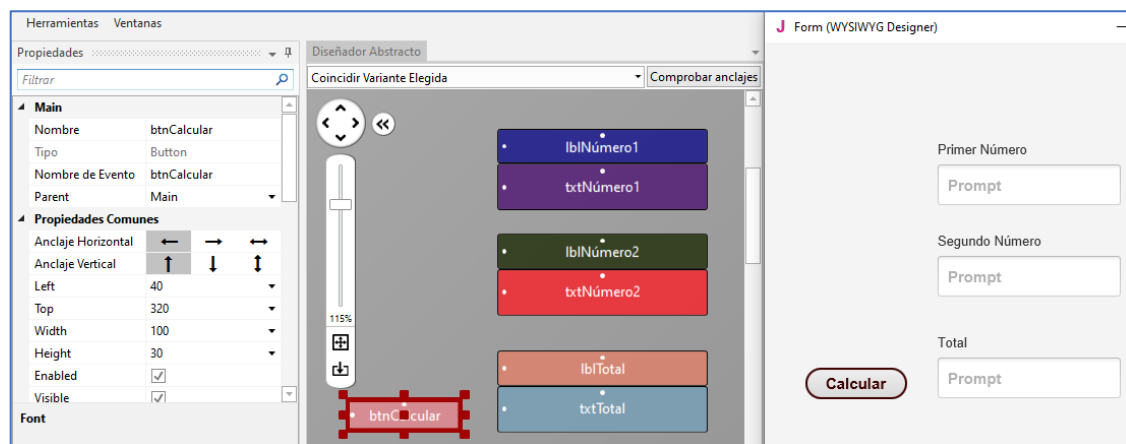 Herramientas Ventanas
Propiedades
Filtrar
Main
Nombre btnCalcular
Tipo Button
Nombre de Evento btnCalcular
Parent Main
Propiedades Comunes
Anclaje Horizontal
Anclaje Vertical
Left 40
Top 320
Width 100
Height 30
Enabled
Visible
Font
Diseñador Abstracto
Coincidir Variante Elegida Comprobar anclajes
115%
lblNúmero1
txtNúmero1
lblNúmero2
txtNúmero2
lblTotal
txtTotal
btnCalcular
J Form (WYSIWYG Designer)
Primer Número
Prompt
Segundo Número
Prompt
Total
Prompt
Calcular